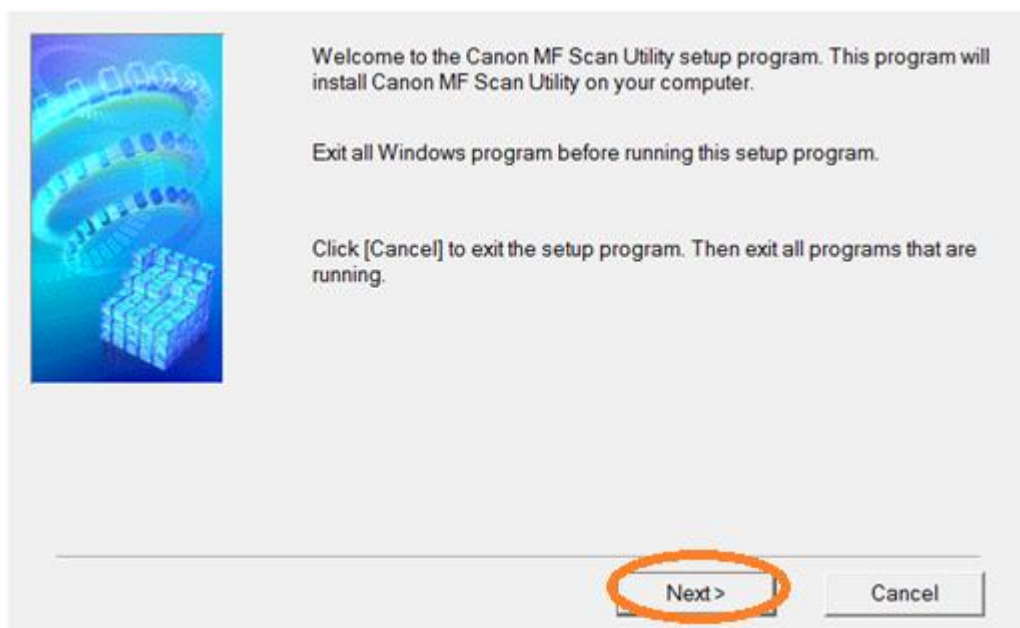 Welcome to the Canon MF Scan Utility setup program. This program will
install Canon MF Scan Utility on your computer.
Exit all Windows program before running this setup program.
Click [Cancel] to exit the setup program. Then exit all programs that are
running.
Next >
Cancel